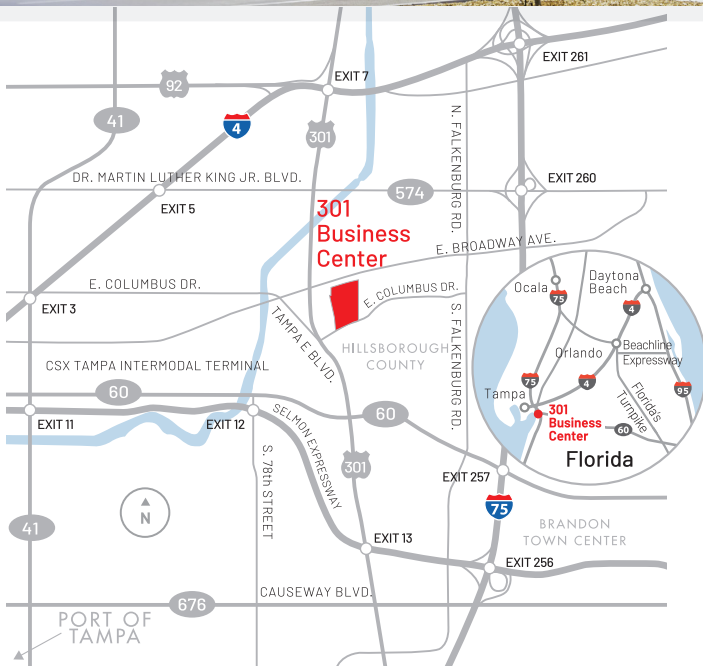 EXIT 261
EXIT 7
92
41
4
301
N. FALKENBURG RD.
DR. MARTIN LUTHER KING JR. BLVD.
574
EXIT 260
EXIT 5
301
Business
Center
E. BROADWAY AVE.
E. COLUMBUS DR.
E. COLUMBUS DR.
EXIT 3
TAMPA E BLVD.
HILLSBOROUGH
COUNTY
S. FALKENBURG RD.
CSX TAMPA INTERMODAL TERMINAL
60
60
EXIT 11
EXIT 12
SELMON EXPRESSWAY
S. 78th STREET
301
EXIT 257
75
N
41
EXIT 13
BRANDON
TOWN CENTER
EXIT 256
676
CAUSEWAY BLVD.
PORT OF
TAMPA
Ocala
75
Daytona
Beach
4
Orlando
Beachline
Expressway
75
4
95
Tampa
Florida's
Turnpike
301
Business
Center
60
Florida